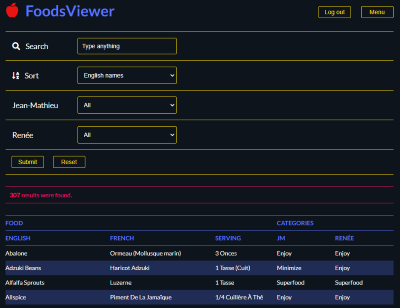 FoodsViewer
Log out Menu
Search Type anything
Sort English names
Jean-Mathieu All
Renée All
Submit Reset
307 results were found.
FOOD CATEGORIES
ENGLISH FRENCH SERVING JM RENÉE
Abalone Ormeau (Mollusque marin) 3 Onces Enjoy Enjoy
Adzuki Beans Haricot Adzuki 1 Tasse (Cuit) Minimize Enjoy
Alfalfa Sprouts Luzerne 1 Tasse Superfood Superfood
Allspice Piment De La Jamaïque 1/4 Cuillère À Thé Enjoy Enjoy